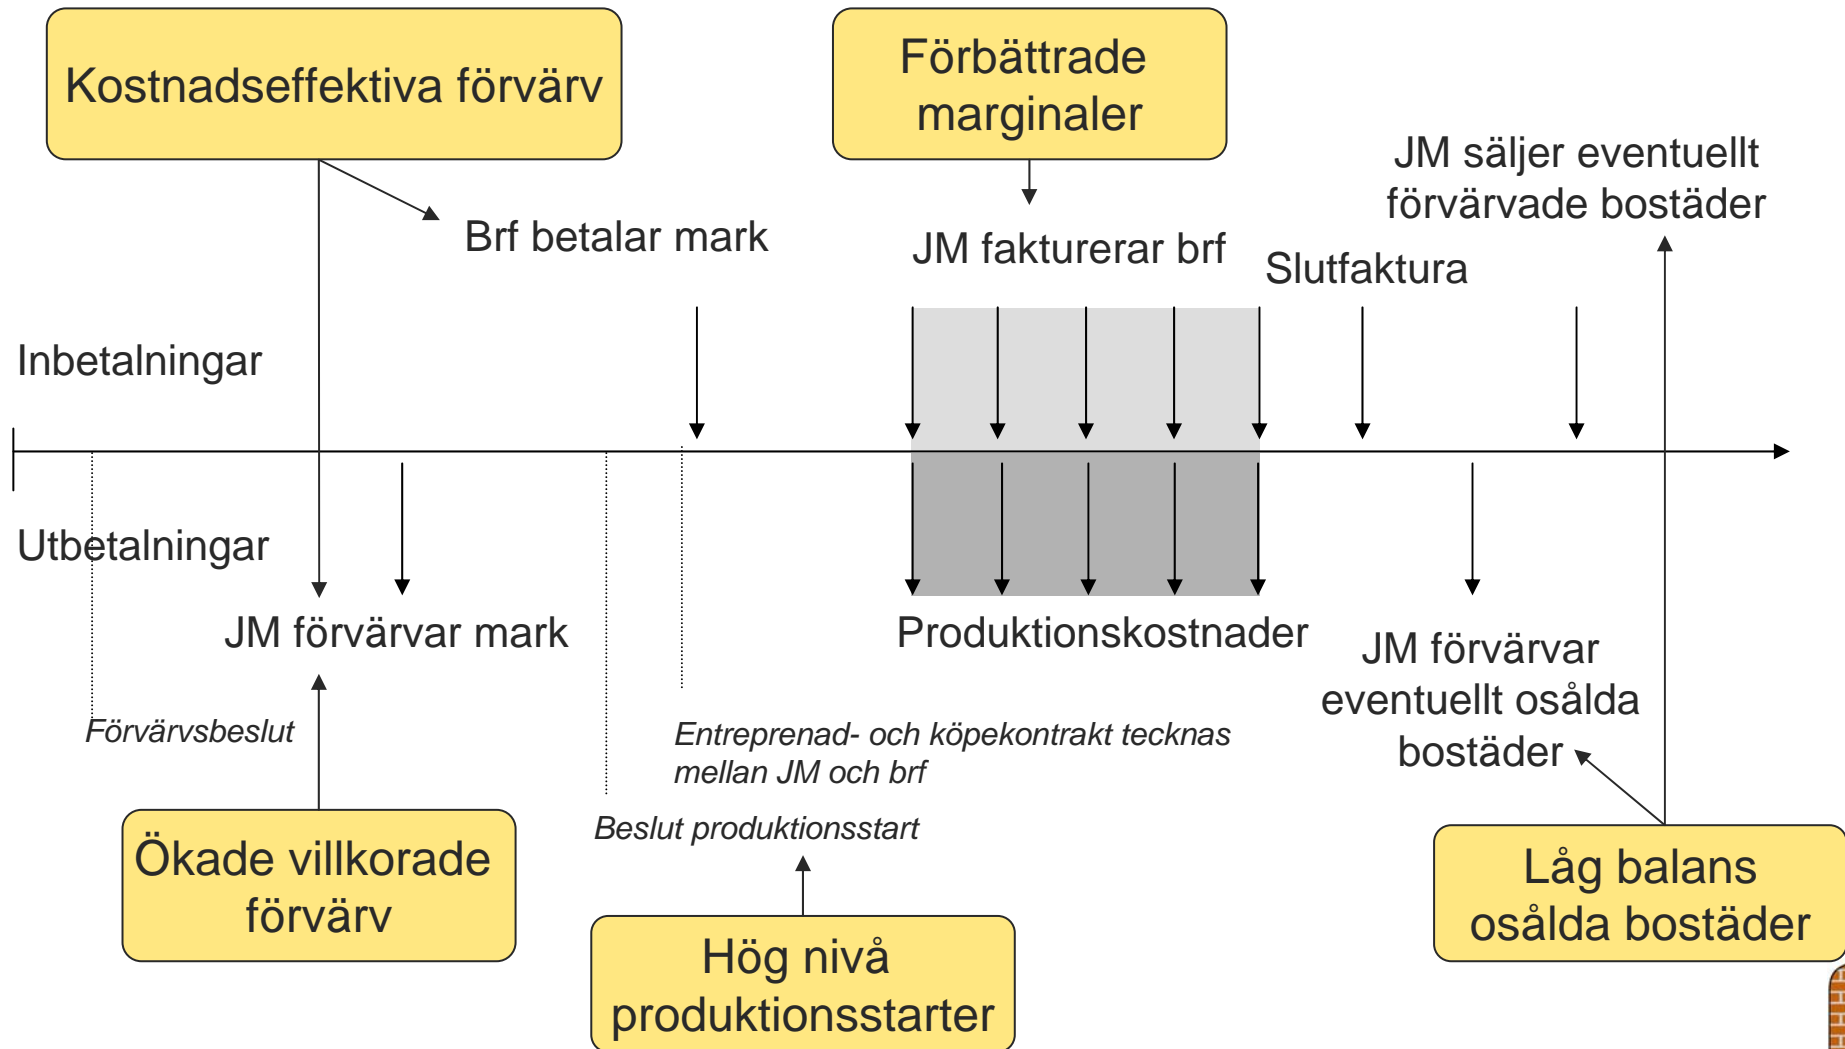 Kostnadseffektiva förvärv
Förbättrade
marginaler
JM säljer eventuellt
förvärvade bostäder
Brf betalar mark
JM fakturerar brf
Slutfaktura
Inbetalningar
Utbetalningar
JM förvärvar mark
Produktionskostnader
JM förvärvar
eventuellt osålda
bostäder
Förvärvsbeslut
Entreprenad- och köpekontrakt tecknas
mellan JM och brf
Beslut produktionsstart
Ökade villkorade
förvärv
Hög nivå
produktionsstarter
Låg balans
osålda bostäder